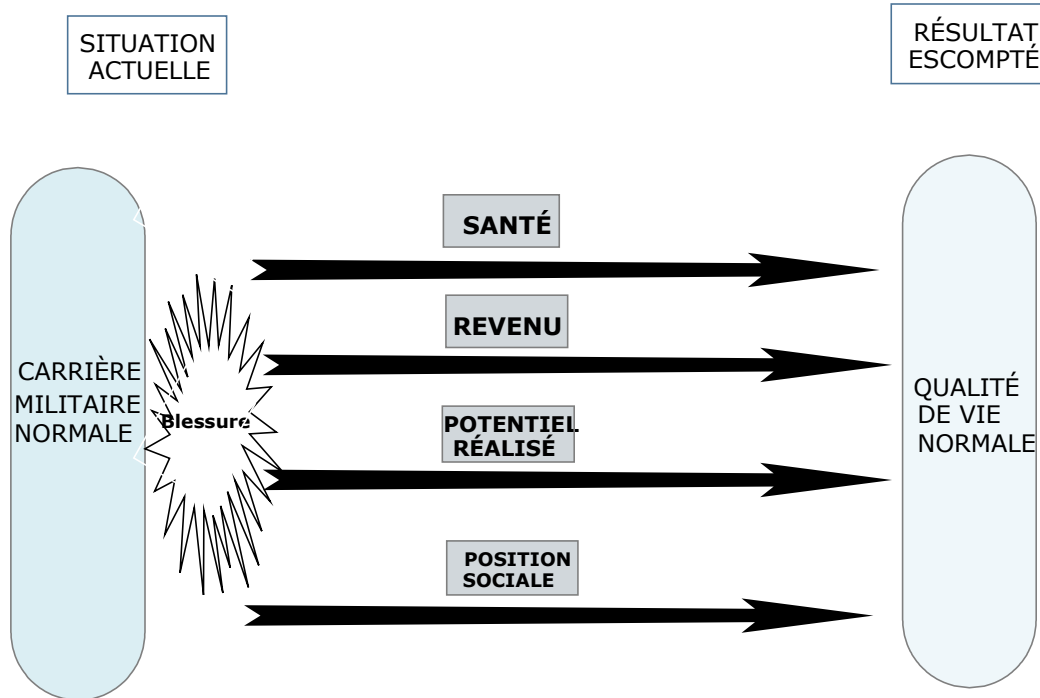 SITUATION
ACTUELLE
RÉSULTAT
ESCOMPTÉ
SANTÉ
REVENU
CARRIÈRE
MILITAIRE
NORMALE
Blessure
POTENTIEL
RÉALISÉ
QUALITÉ
DE VIE
NORMALE
POSITION
SOCIALE